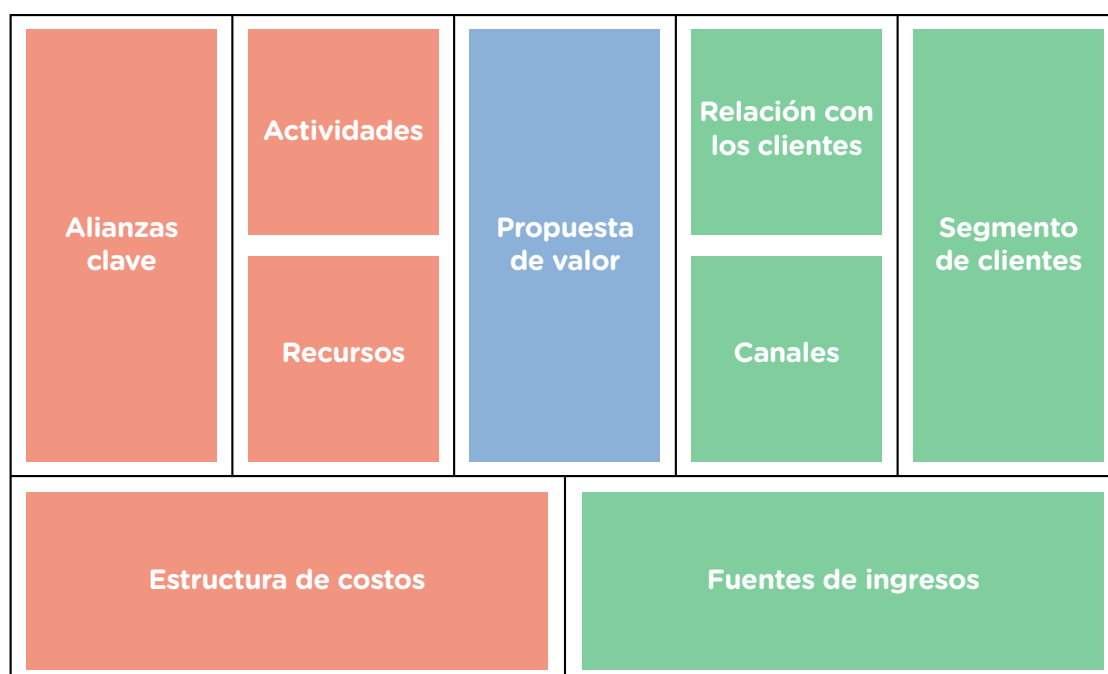 Alianzas
clave
Actividades
Recursos
Propuesta
de valor
Relación con
los clientes
Canales
Segmento
de clientes
Estructura de costos
Fuentes de ingresos